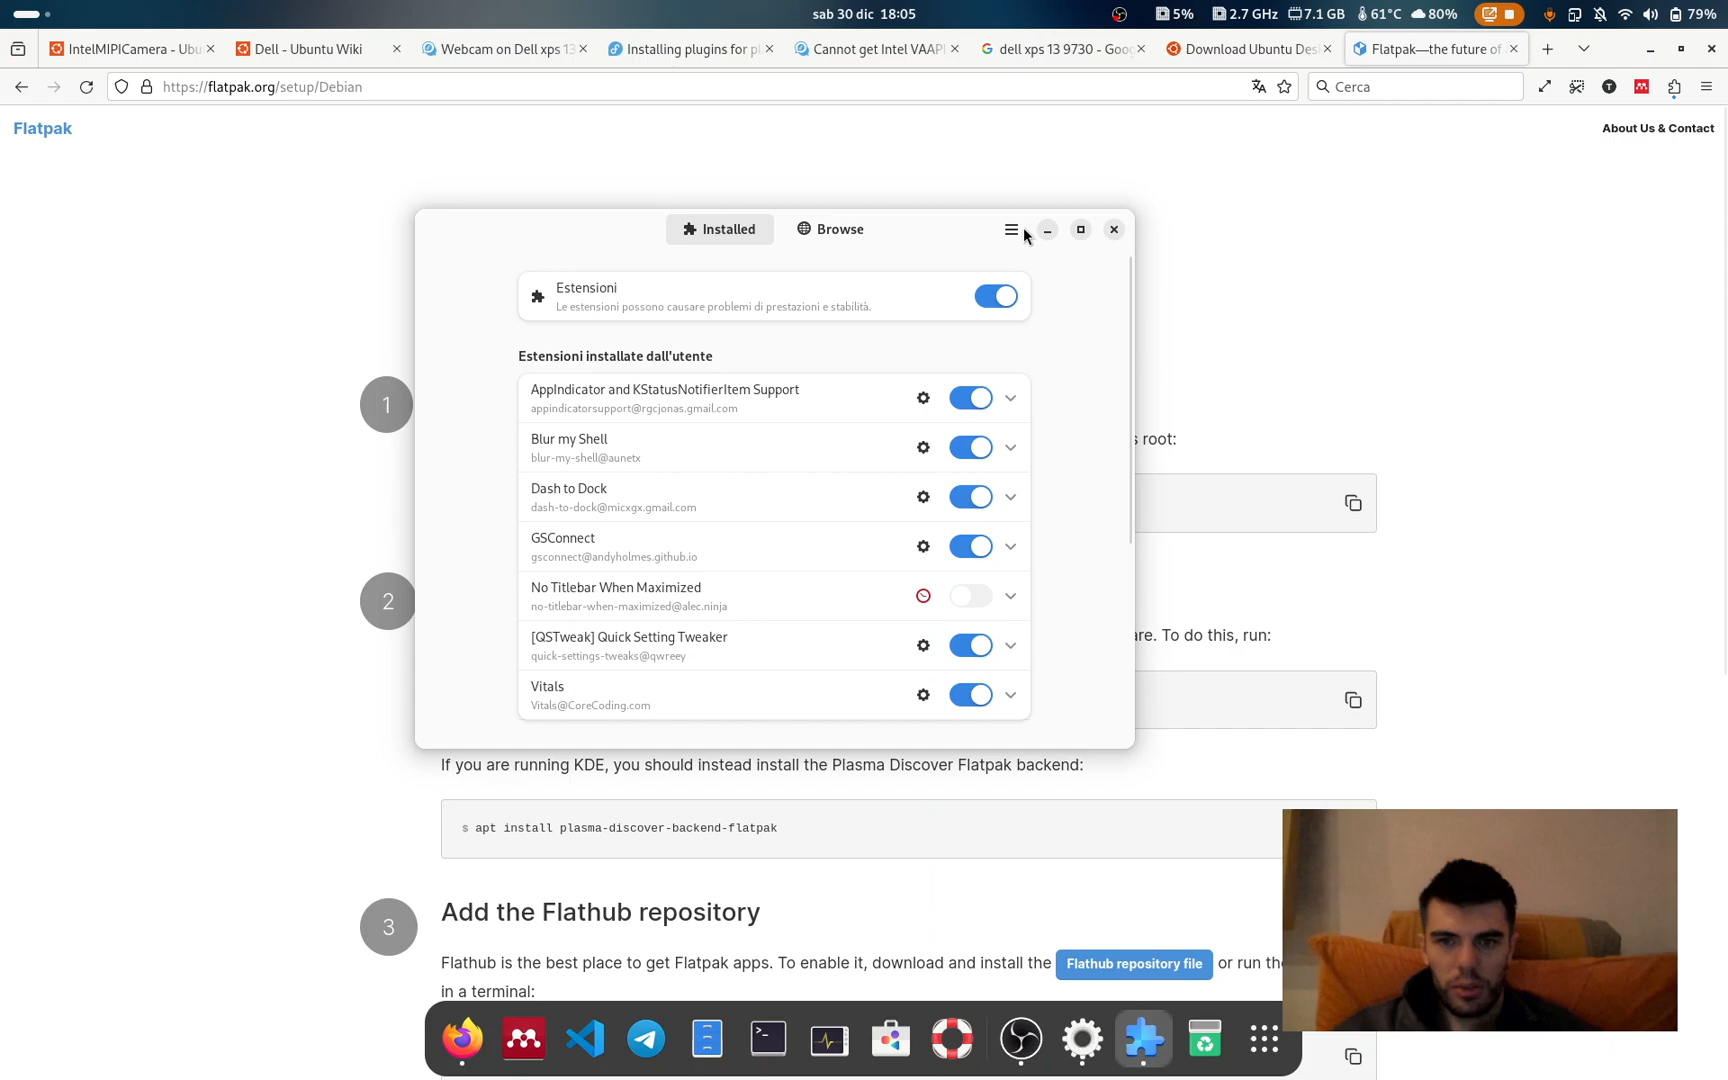 sab 30 dic 18:05
5%
2.7 GHz
7.1 GB
61°C
80%
79%
IntelMIPICamera - Ubu
Dell - Ubuntu Wiki
Webcam on Dell xps 13
Installing plugins for pl
Cannot get Intel VAAPI
dell xps 13 9730 - Goog
Download Ubuntu Des
Flatpak—the future of
https://flatpak.org/setup/Debian
Cerca
Flatpak
About Us & Contact
Installed
Browse
Estensioni
Le estensioni possono causare problemi di prestazioni e stabilità.
Estensioni installate dall'utente
AppIndicator and KStatusNotifierItem Support
appindicatorsupport@rgcjonas.gmail.com
1
Blur my Shell
blur-my-shell@aunetx
s root:
Dash to Dock
dash-to-dock@micxgx.gmail.com
GSConnect
gsconnect@andyholmes.github.io
No Titlebar When Maximized
no-titlebar-when-maximized@alec.ninja
2
[QSTweak] Quick Setting Tweaker
quick-settings-tweaks@qwreey
are. To do this, run:
Vitals
Vitals@CoreCoding.com
If you are running KDE, you should instead install the Plasma Discover Flatpak backend:
$ apt install plasma-discover-backend-flatpak
3
Add the Flathub repository
Flathub is the best place to get Flatpak apps. To enable it, download and install the Flathub repository file or run the
in a terminal: